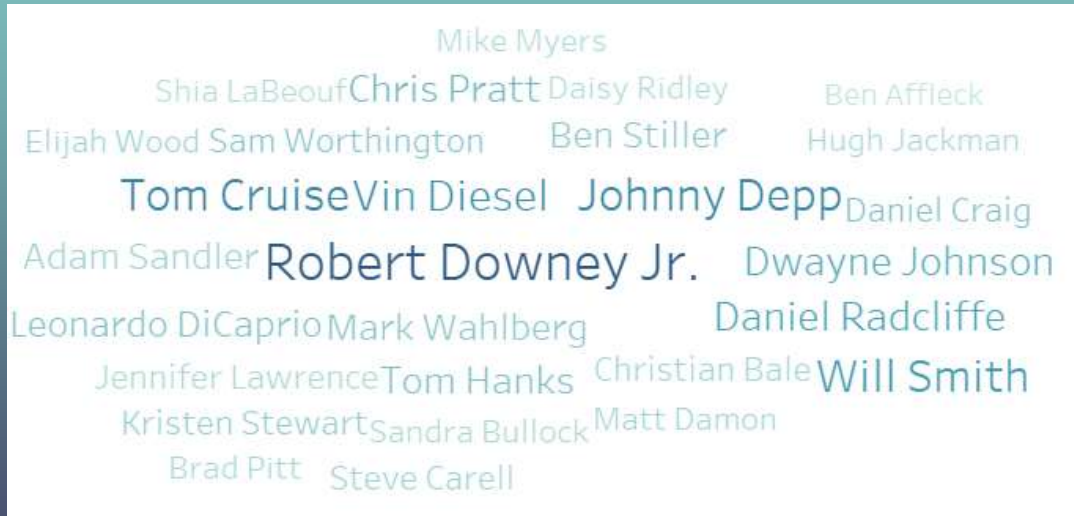 Mike Myers
Shia LaBeouf Chris Pratt Daisy Ridley Ben Affleck
Elijah Wood Sam Worthington Ben Stiller Hugh Jackman
Tom Cruise Vin Diesel Johnny Depp Daniel Craig
Adam Sandler Robert Downey Jr. Dwayne Johnson
Leonardo DiCaprio Mark Wahlberg Daniel Radcliffe
Jennifer Lawrence Tom Hanks Christian Bale Will Smith
Kristen Stewart Sandra Bullock Matt Damon
Brad Pitt Steve Carell